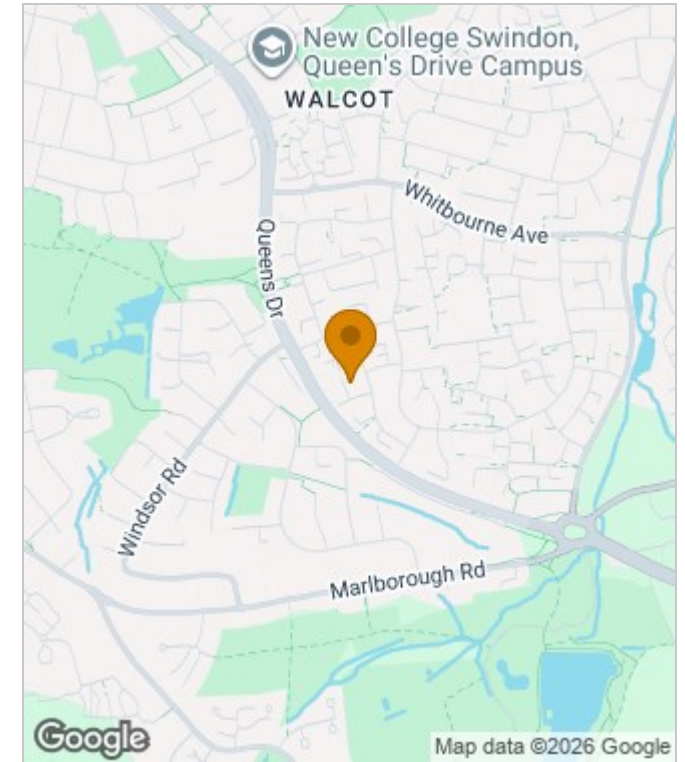 New College Swindon,
Queen's Drive Campus
WALCOT
Whitbourne Ave
Queens Dr
Windsor Rd
Marlborough Rd
Google
Map data ©2026 Google